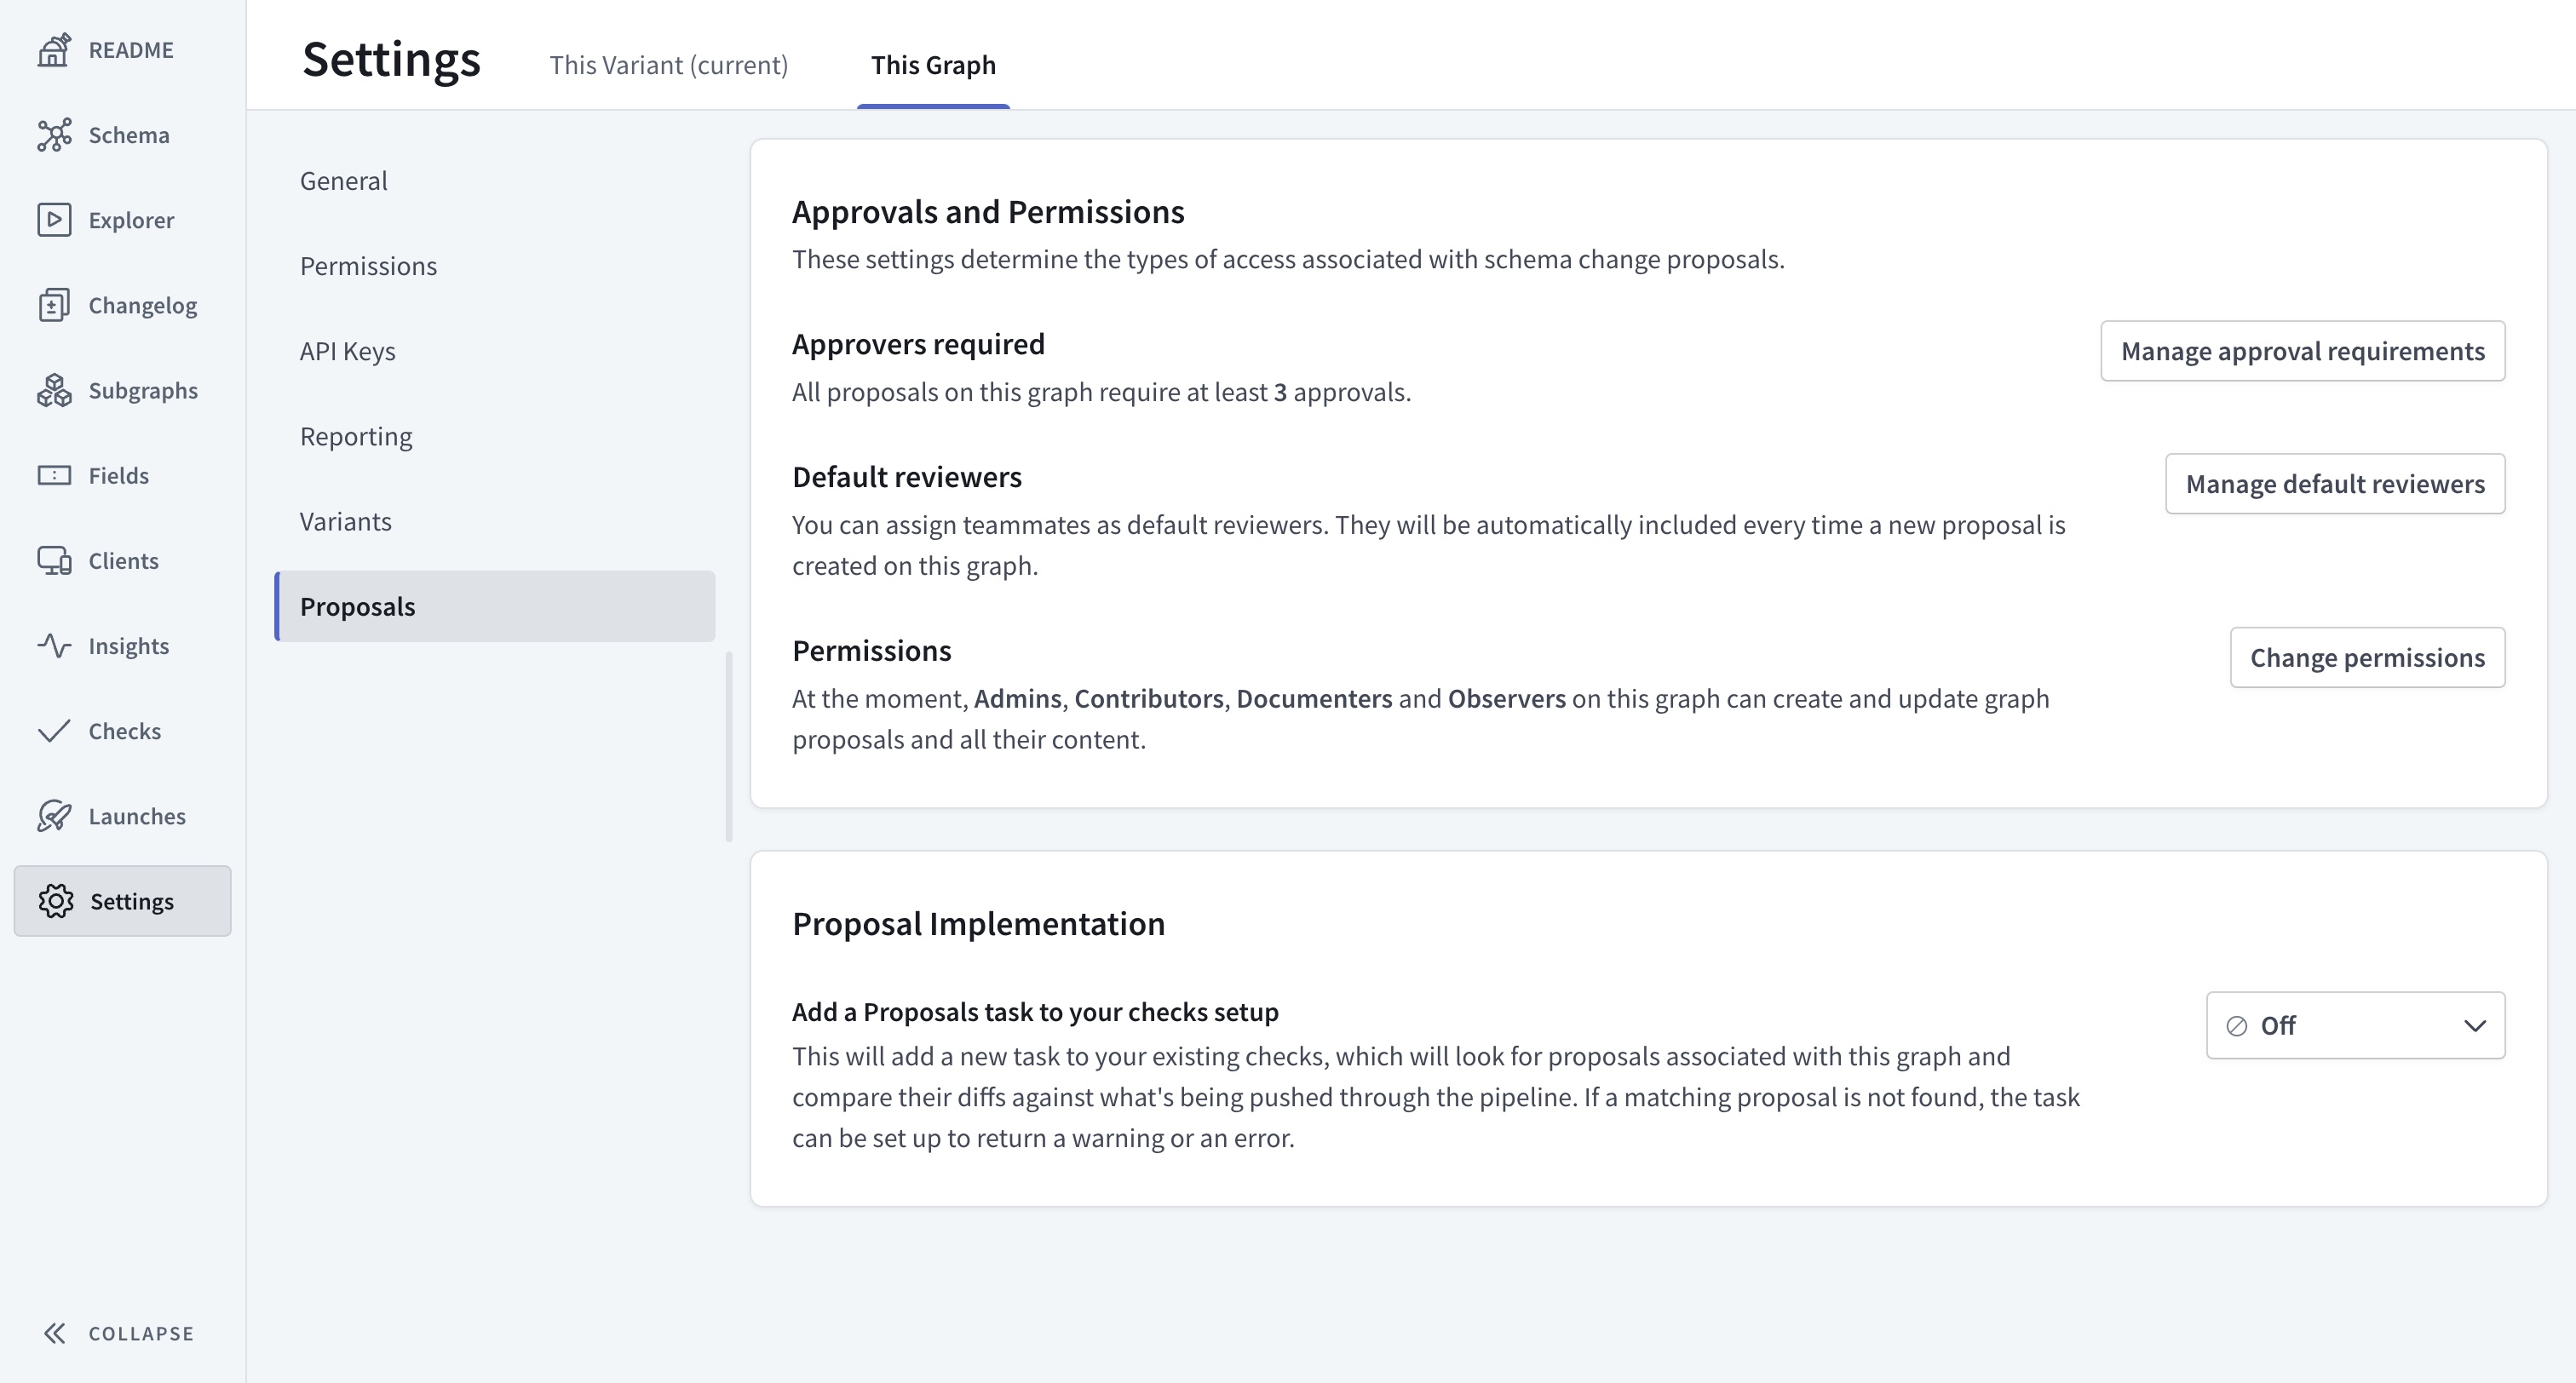 README
Schema
Explorer
Changelog
Subgraphs
Fields
Clients
Insights
Checks
Launches
Settings
COLLAPSE
Settings
This Variant (current)
This Graph
General
Permissions
API Keys
Reporting
Variants
Proposals
Approvals and Permissions
These settings determine the types of access associated with schema change proposals.
Approvers required
All proposals on this graph require at least 3 approvals.
Manage approval requirements
Default reviewers
You can assign teammates as default reviewers. They will be automatically included every time a new proposal is
created on this graph.
Manage default reviewers
Permissions
At the moment, Admins, Contributors, Documenters and Observers on this graph can create and update graph
proposals and all their content.
Change permissions
Proposal Implementation
Add a Proposals task to your checks setup
This will add a new task to your existing checks, which will look for proposals associated with this graph and
compare their diffs against what's being pushed through the pipeline. If a matching proposal is not found, the task
can be set up to return a warning or an error.
Off